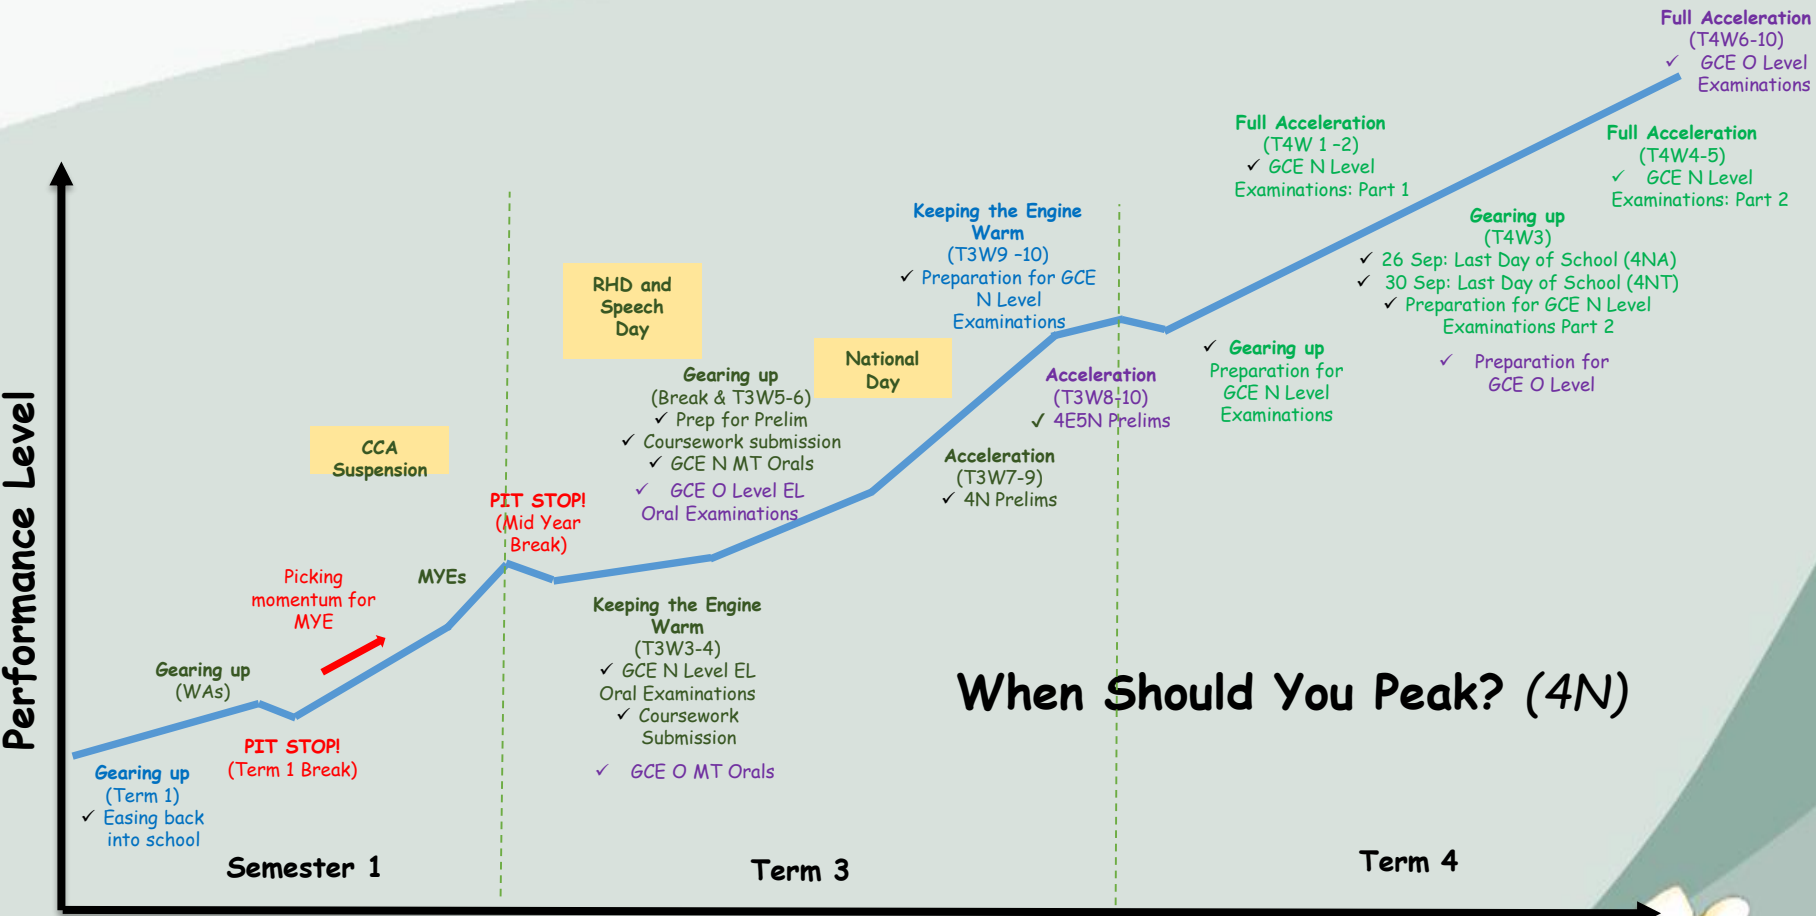 Full Acceleration
(T4W6-10)
✓ GCE O Level
Examinations
Full Acceleration
(T4W 1 –2)
✓ GCE N Level
Examinations: Part 1
Full Acceleration
(T4W4-5)
✓ GCE N Level
Examinations: Part 2
Keeping the Engine
Warm
(T3W9 –10)
✓ Preparation for GCE
N Level
Examinations
Gearing up
(T4W3)
✓ 26 Sep: Last Day of School (4NA)
✓ 30 Sep: Last Day of School (4NT)
✓ Preparation for GCE N Level
Examinations Part 2
✓ Preparation for
GCE O Level
RHD and
Speech
Day
National
Day
✓ Gearing up
Preparation for
GCE N Level
Examinations
Gearing up
(Break & T3W5-6)
✓ Prep for Prelim
✓ Coursework submission
✓ GCE N MT Orals
✓ GCE O Level EL
Oral Examinations
Acceleration
(T3W8-10)
✓ 4E5N Prelims
Acceleration
(T3W7-9)
✓ 4N Prelims
CCA
Suspension
PIT STOP!
(Mid Year
Break)
Performance Level
Picking
momentum for
MYE
MYEs
Keeping the Engine
Warm
(T3W3-4)
✓ GCE N Level EL
Oral Examinations
✓ Coursework
Submission
✓ GCE O MT Orals
Gearing up
(WAs)
When Should You Peak? (4N)
PIT STOP!
(Term 1 Break)
Gearing up
(Term 1)
✓ Easing back
into school
Semester 1
Term 3
Term 4